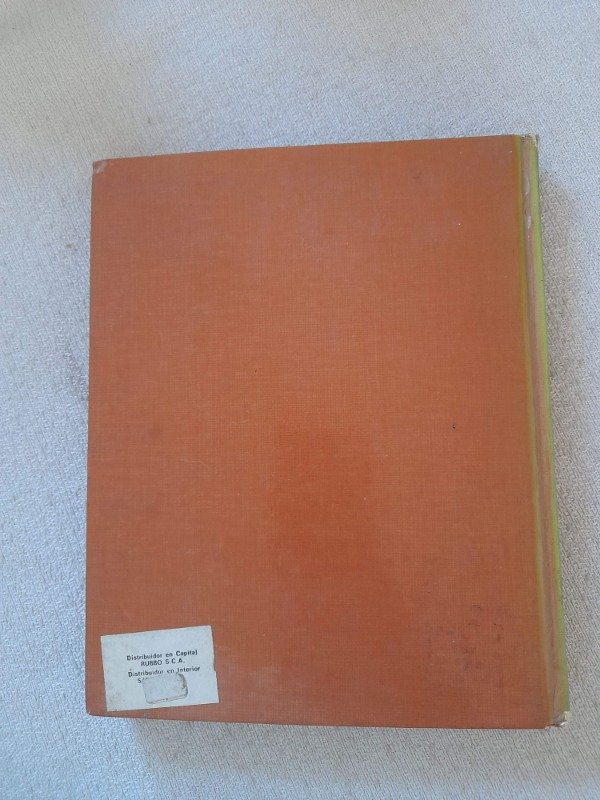 Distribuidor en Capital
RUBBO S.C.A.
Distribuidor en Interior